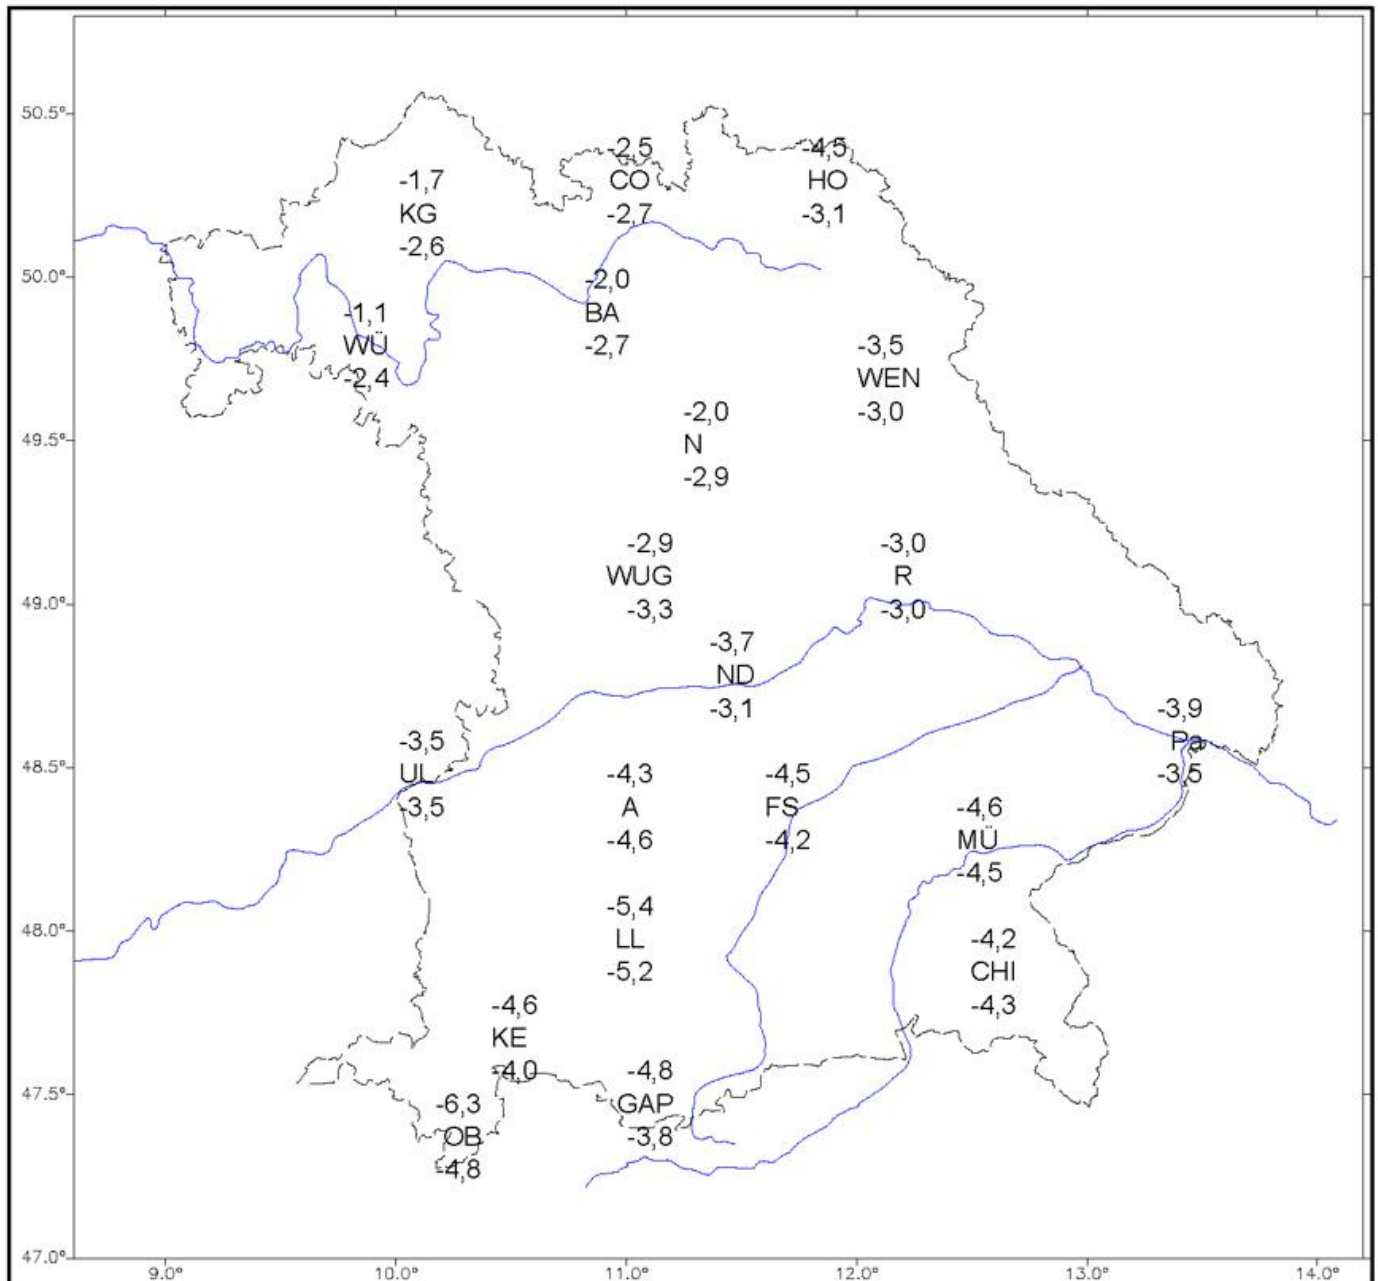 50.5°
-2,5
-4,5
CO
HO
-1,7
KG
-2,7
-3,1
-2,6
50.0°
-2,0
BA
-1,1
WÜ
-2,7
-3,5
-2,4
WEN
-2,0
-3,0
49.5°
N
-2,9
-2,9
-3,0
WUG
R
49.0°
-3,3
-3,0
-3,7
ND
-3,1
-3,9
-3,5
Pa
48.5°
UL
-4,3
-4,5
-3,5
-3,5
A
FS
-4,6
-4,6
-4,2
MÜ
-4,5
-5,4
48.0°
LL
-4,2
-5,2
CHI
-4,6
-4,3
KE
-4,0
-4,8
47.5°
-6,3
GAP
OB
-3,8
-4,8
47.0°
9.0° 10.0° 11.0° 12.0° 13.0° 14.0°